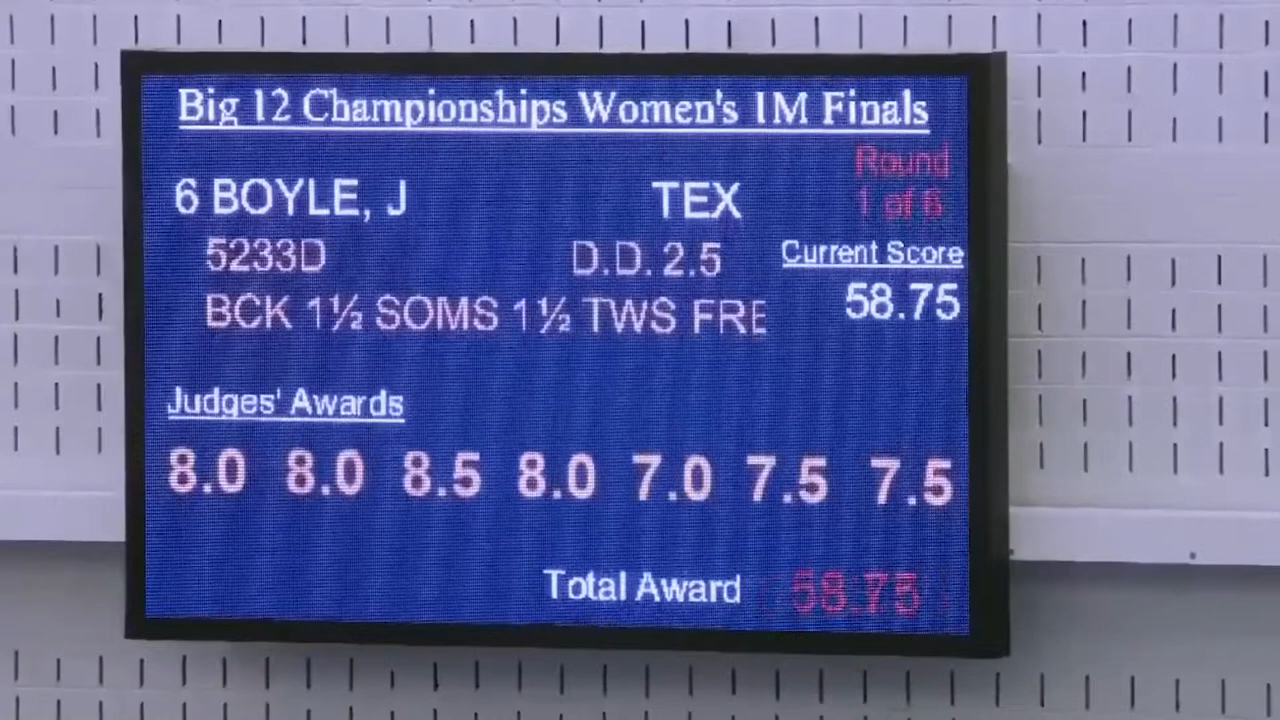 Big 12 Championships Women's 1M Finals
Round
1 of 6
6 BOYLE, J TEX
5233D D.D. 2.5 Current Score
BCK 1½ SOMS 1½ TWS FRE 58.75
Judges' Awards
8.0 8.0 8.5 8.0 7.0 7.5 7.5
Total Award 58.75